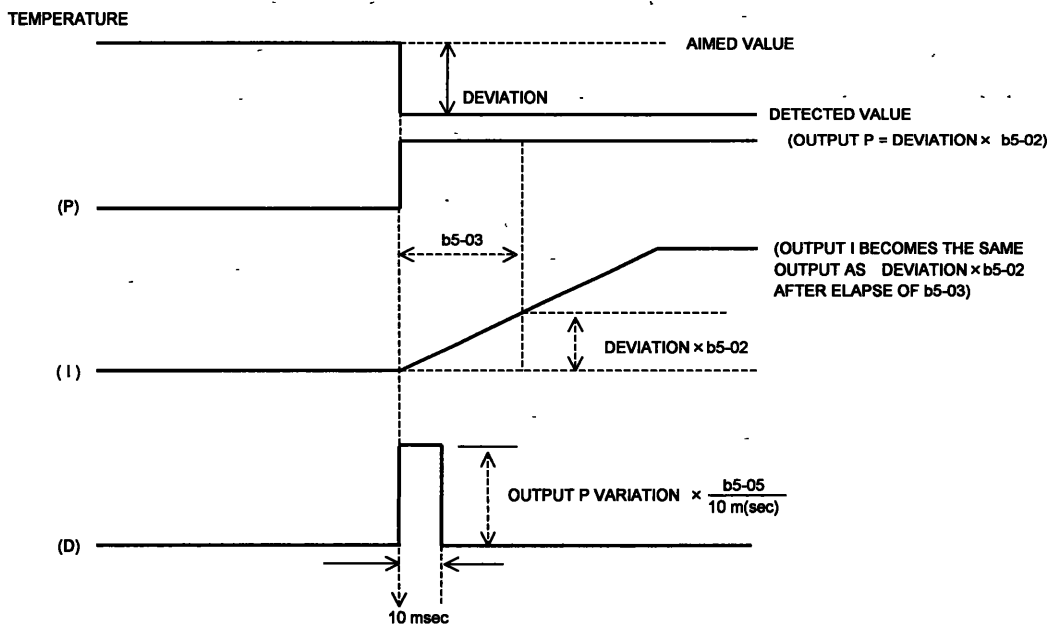 TEMPERATURE
AIMED VALUE
DEVIATION
DETECTED VALUE
(OUTPUT P = DEVIATION × b5-02)
(P)
b5-03
(OUTPUT I BECOMES THE SAME
OUTPUT AS DEVIATION × b5-02
AFTER ELAPSE OF b5-03)
DEVIATION × b5-02
( I )
OUTPUT P VARIATION × b5-05
10 m(sec)
(D)
10 msec